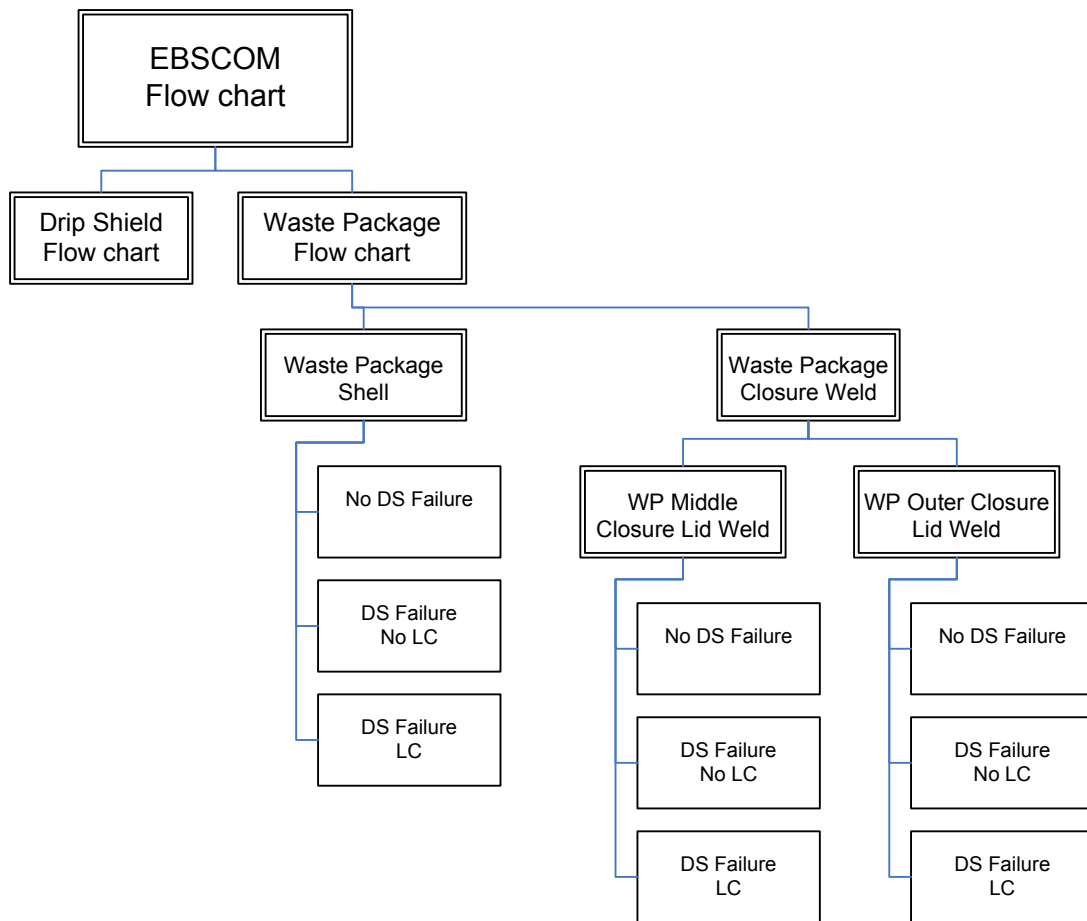 EBSCOM
Flow chart
Drip Shield
Flow chart
Waste Package
Flow chart
Waste Package
Shell
Waste Package
Closure Weld
No DS Failure
DS Failure
No LC
DS Failure
LC
WP Middle
Closure Lid Weld
WP Outer Closure
Lid Weld
No DS Failure
DS Failure
No LC
DS Failure
LC
No DS Failure
DS Failure
No LC
DS Failure
LC